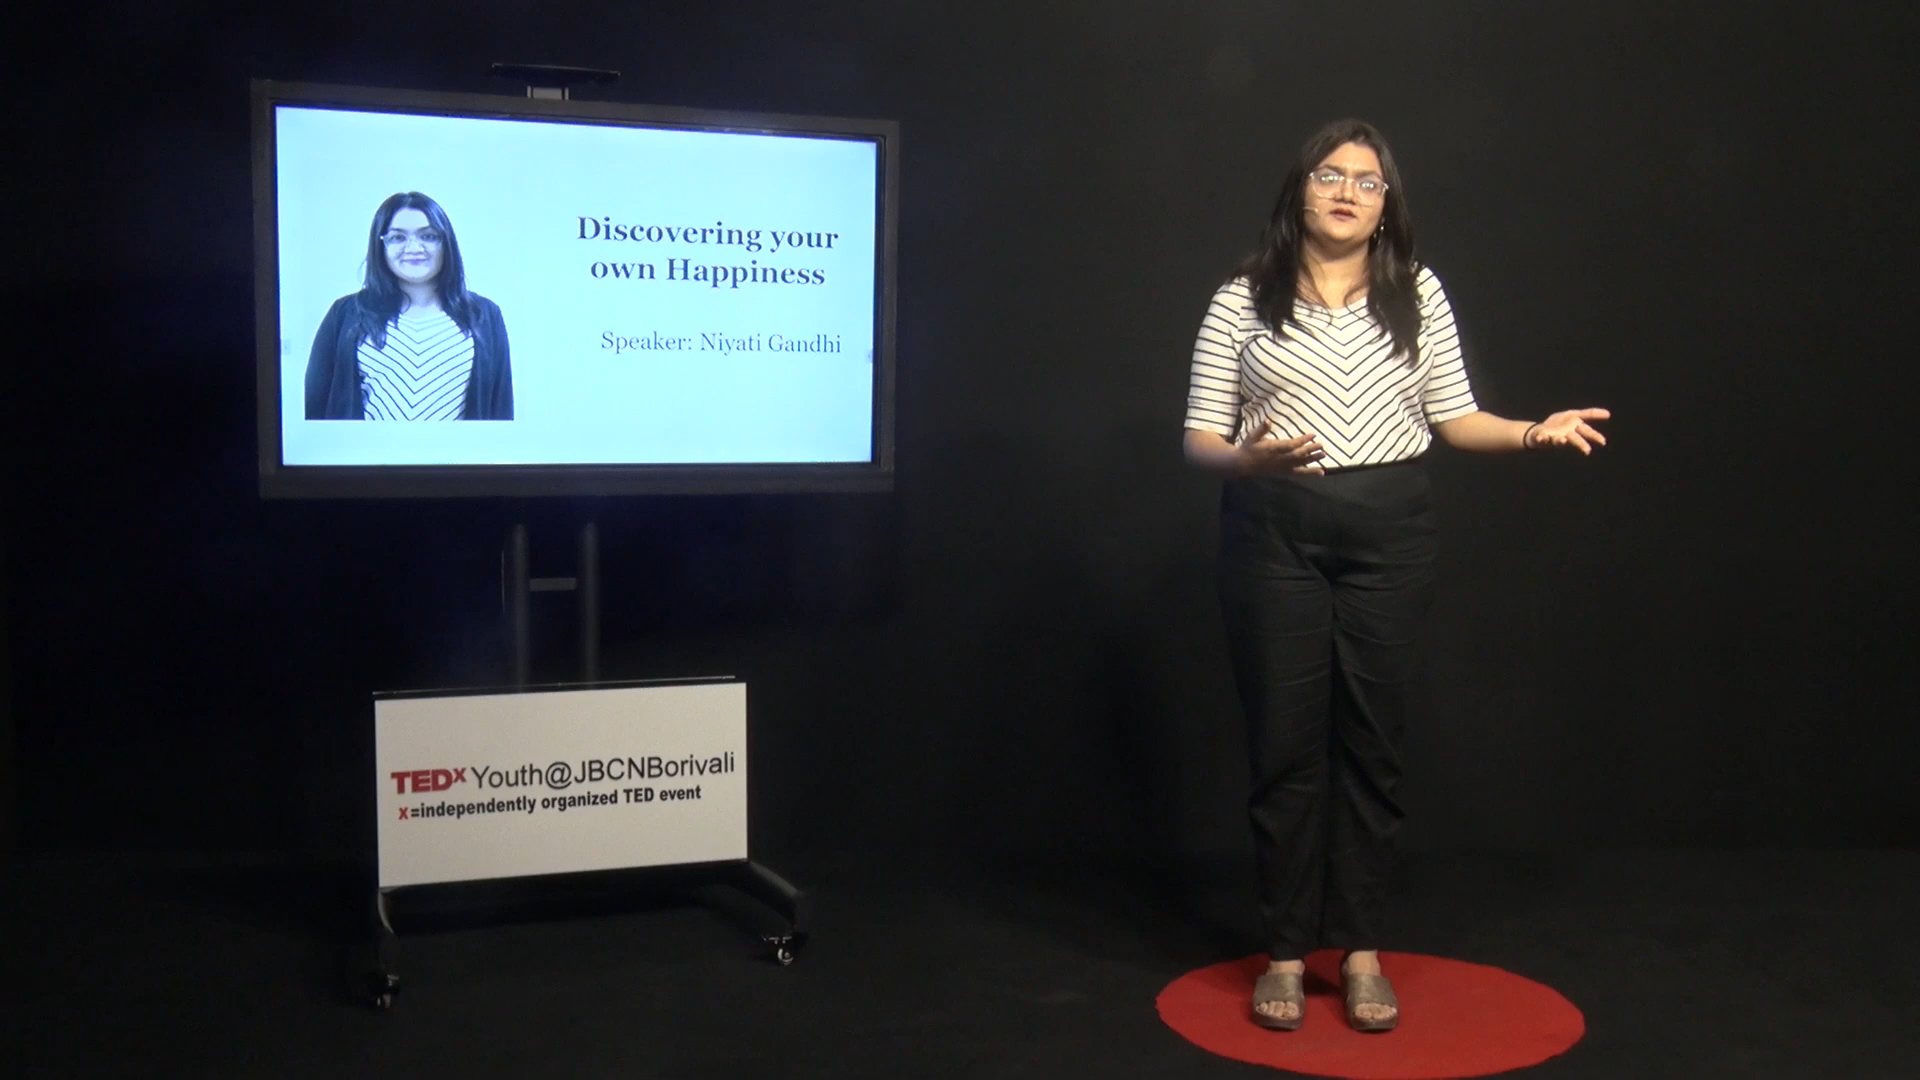 Discovering your
own Happiness
Speaker: Niyati Gandhi
TEDx Youth@JBCNBorivali
x=independently organized TED event